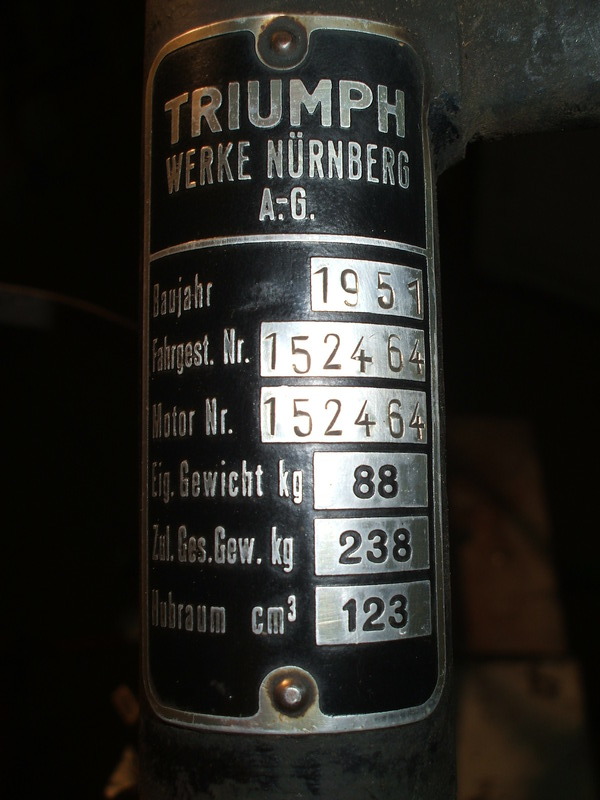 TRIUMPH
WERKE NÜRNBERG
A.-G.
Baujahr 1951
Fahrgest. Nr. 152464
Motor Nr. 152464
Eig. Gewicht kg 88
Zul. Ges. Gew. kg 238
Hubraum cm³ 123